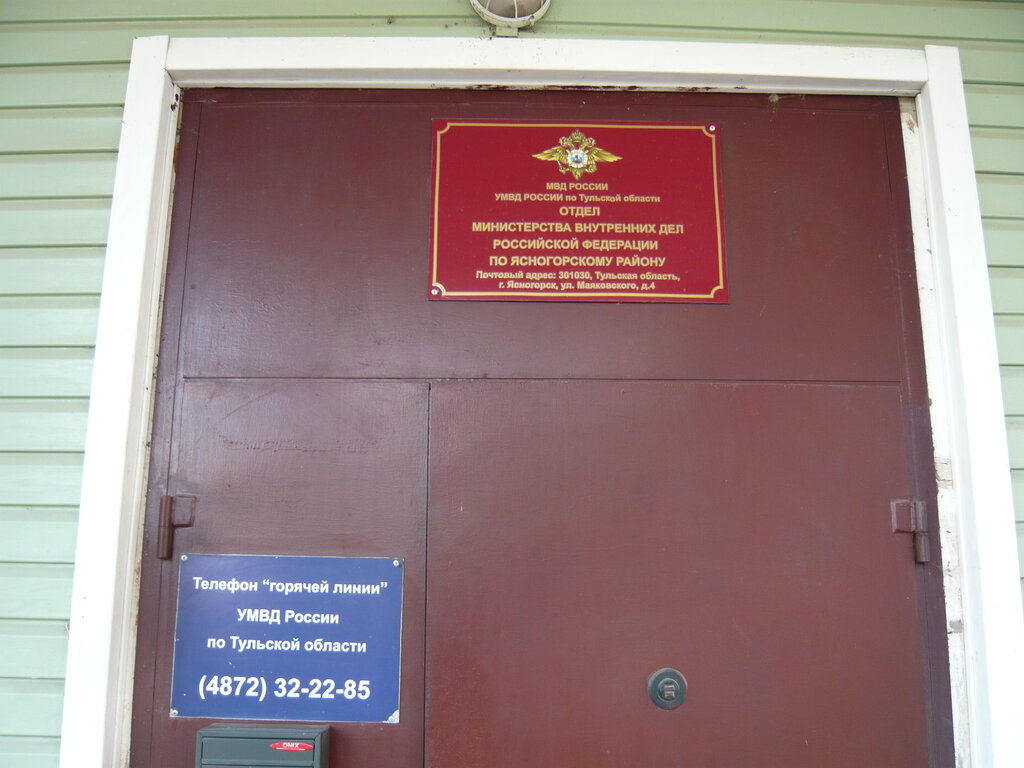 МВД РОССИИ
УМВД РОССИИ по Тульской области
ОТДЕЛ
МИНИСТЕРСТВА ВНУТРЕННИХ ДЕЛ
РОССИЙСКОЙ ФЕДЕРАЦИИ
ПО ЯСНОГОРСКОМУ РАЙОНУ
Почтовый адрес: 301030, Тульская область,
г. Ясногорск, ул. Маяковского, д.4
Телефон "горячей линии"
УМВД России
по Тульской области
(4872) 32-22-85
ONIX